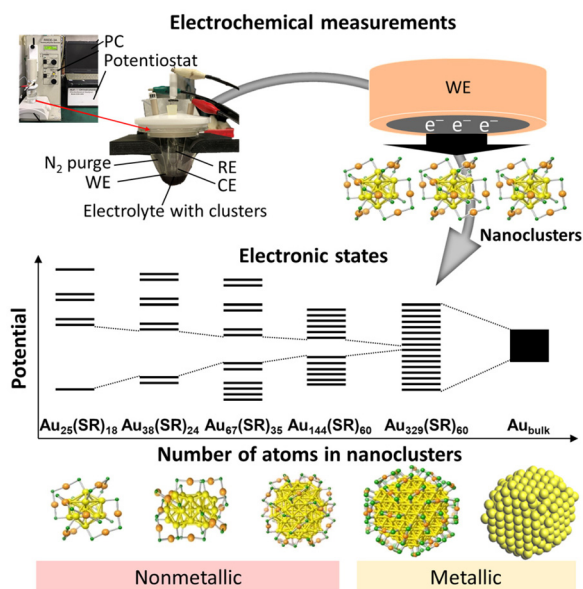 Electrochemical measurements
PC
Potentiostat
N₂ purge
WE
RE
CE
Electrolyte with clusters
WE
e⁻ e⁻ e⁻
Nanoclusters
Electronic states
Potential
Au₂₅(SR)₁₈ Au₃₈(SR)₂₄ Au₆₇(SR)₃₅ Au₁₄₄(SR)₆₀ Au₃₂₉(SR)₆₀ Au_bulk
Number of atoms in nanoclusters
Nonmetallic
Metallic